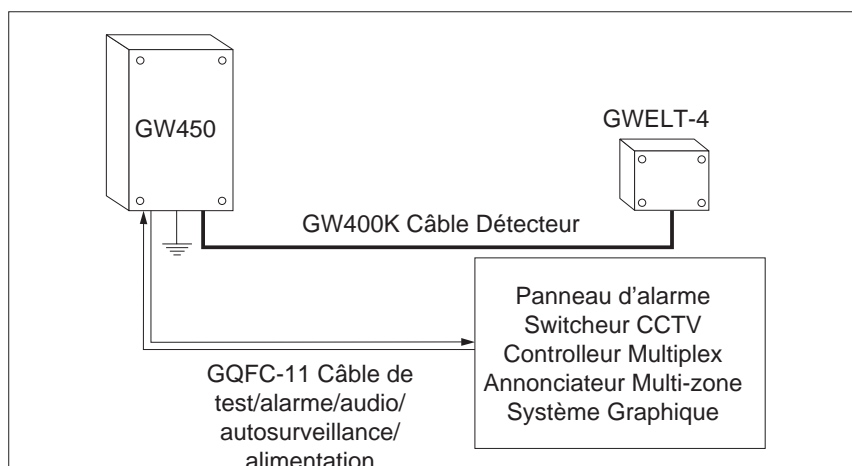 GW450
GWELT-4
GW400K Câble Détecteur
Panneau d'alarme
Switcheur CCTV
Controlleur Multiplex
Annonciateur Multi-zone
Système Graphique
GQFC-11 Câble de
test/alarme/audio/
autosurveillance/
alimentation